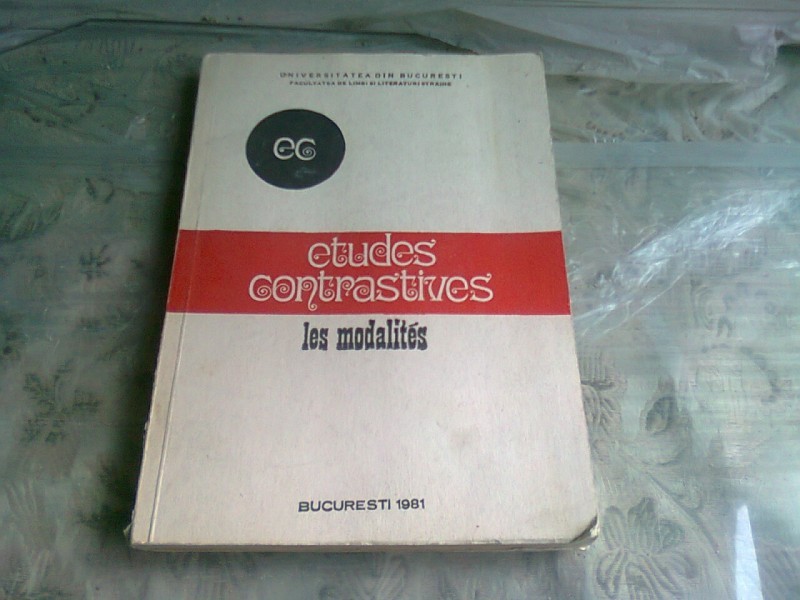 UNIVERSITATEA DIN BUCURESTI
FACULTATEA DE LIMBI SI LITERATURI STRAINE
ec
etudes
contrastives
les modalités
BUCURESTI 1981